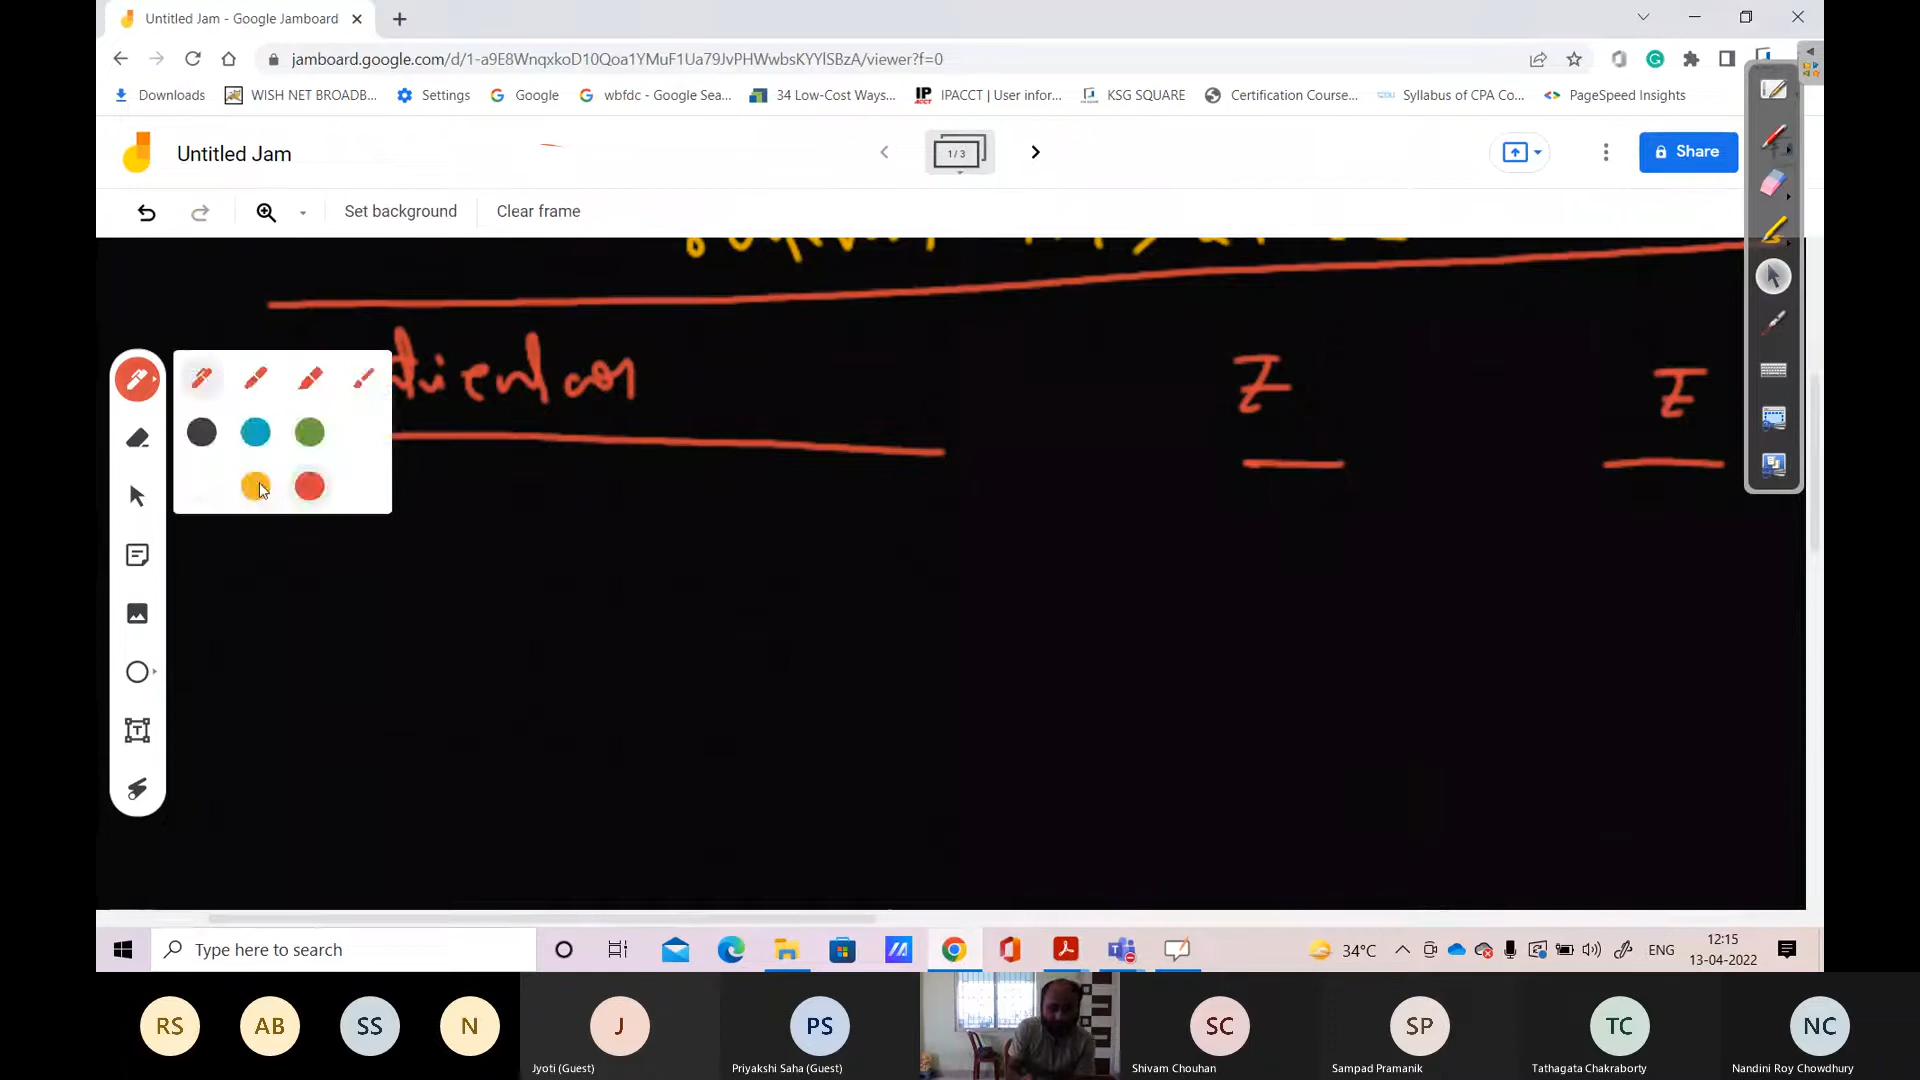 Untitled Jam - Google Jamboard
jamboard.google.com/d/1-a9E8WnqxkoD10Qoa1YMuF1Ua79JvPHWwbsKYYlSBzA/viewer?f=0
Downloads
WISH NET BROADB...
Settings
Google
wbfdc - Google Sea...
34 Low-Cost Ways...
IPACCT | User infor...
KSG SQUARE
Certification Course...
Syllabus of CPA Co...
PageSpeed Insights
Untitled Jam
1 / 3
Share
Set background
Clear frame
Type here to search
34°C
ENG
12:15
13-04-2022
RS
AB
SS
N
J
PS
SC
SP
TC
NC
Jyoti (Guest)
Priyakshi Saha (Guest)
Shivam Chouhan
Sampad Pramanik
Tathagata Chakraborty
Nandini Roy Chowdhury